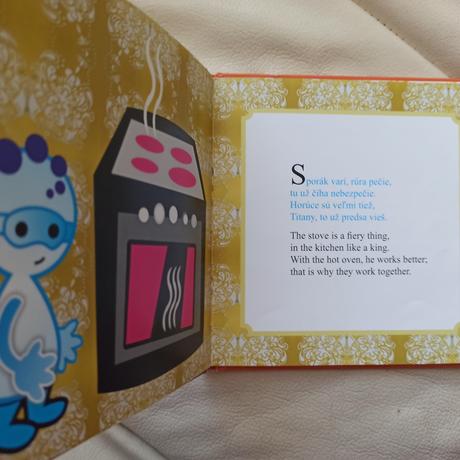 Sporák varí, rúra pečie,
tu už číha nebezpečie.
Horúce sú veľmi tiež,
Titany, to už predsa vieš.
The stove is a fiery thing,
in the kitchen like a king.
With the hot oven, he works better;
that is why they work together.